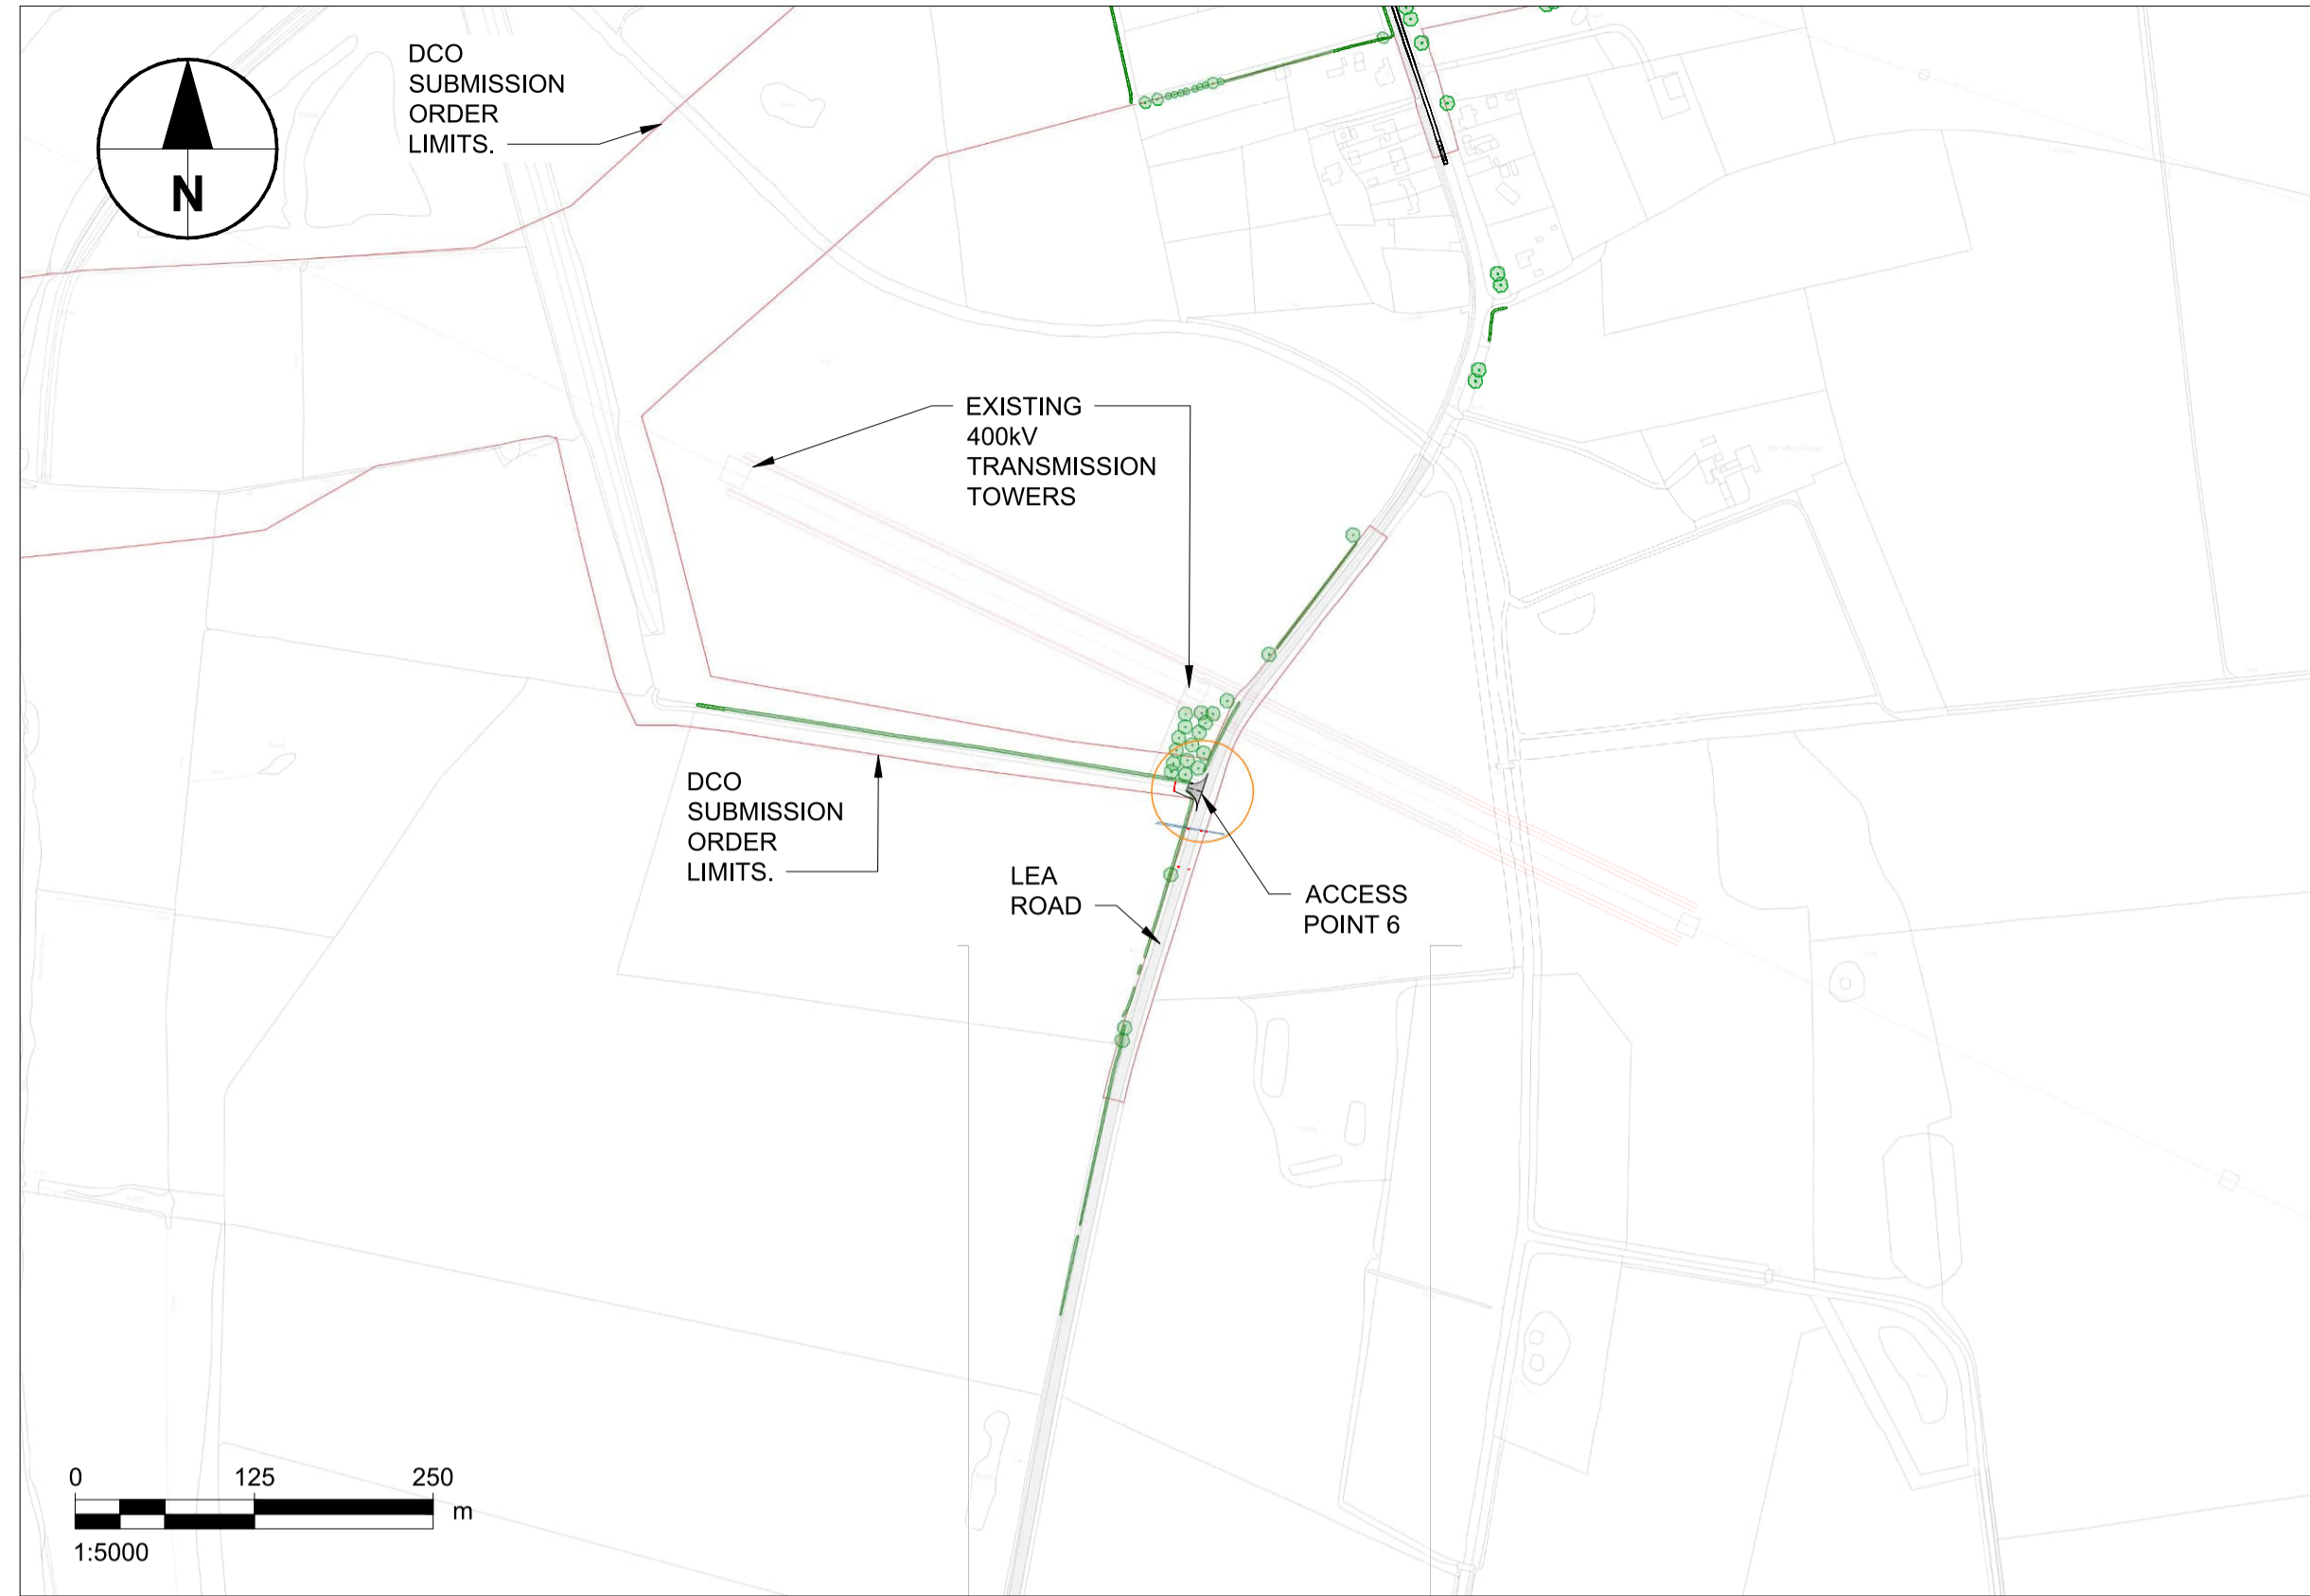 DCO
SUBMISSION
ORDER
LIMITS.
N
EXISTING
400kV
TRANSMISSION
TOWERS
DCO
SUBMISSION
ORDER
LIMITS.
LEA
ROAD
ACCESS
POINT 6
0 125 250
m
1:5000